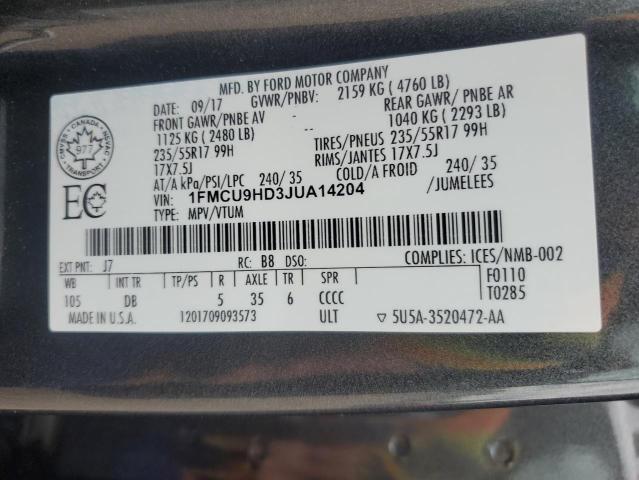 MFD. BY FORD MOTOR COMPANY
DATE: 09/17 GVWR/PNBV: 2159 KG ( 4760 LB)
FRONT GAWR/PNBE AV - REAR GAWR/ PNBE AR
1125 KG ( 2480 LB) - 1040 KG ( 2293 LB)
235/55R17 99H TIRES/PNEUS 235/55R17 99H
17X7.5J RIMS/JANTES 17X7.5J
AT/A kPa/PSI/LPC 240/ 35 COLD/A FROID 240/ 35
VIN: 1FMCU9HD3JUA14204 /JUMELEES
TYPE: MPV/VTUM
CANADA
977
EC
EXT PNT: J7 RC: B8 DSO: COMPLIES: ICES/NMB-002
WB INT TR TP/PS R AXLE TR SPR F0110
105 DB 5 35 6 CCCC T0285
MADE IN U.S.A. 1201709093573 ULT ▽ 5U5A-3520472-AA